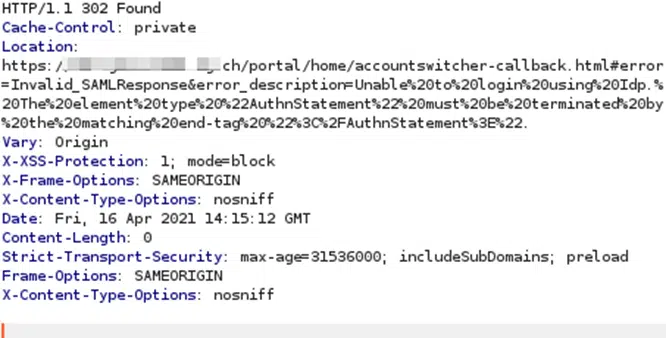 HTTP/1.1 302 Found
Cache-Control: private
Location:
https:/ .ch/portal/home/accountswitcher-callback.html#error
=Invalid_SAMLResponse&error_description=Unable%20to%20login%20using%20Idp.%
20The%20element%20type%20%22AuthnStatement%22%20must%20be%20terminated%20by
%20the%20matching%20end-tag%20%22%3C%2FAuthnStatement%3E%22.
Vary: Origin
X-XSS-Protection: 1; mode=block
X-Frame-Options: SAMEORIGIN
X-Content-Type-Options: nosniff
Date: Fri, 16 Apr 2021 14:15:12 GMT
Content-Length: 0
Strict-Transport-Security: max-age=31536000; includeSubDomains; preload
Frame-Options: SAMEORIGIN
X-Content-Type-Options: nosniff